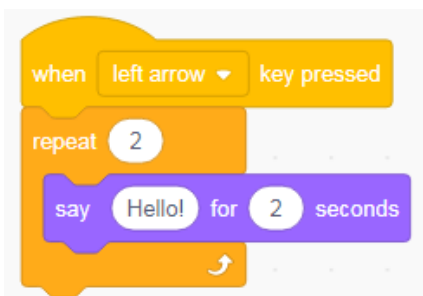 when left arrow key pressed
repeat 2
say Hello! for 2 seconds